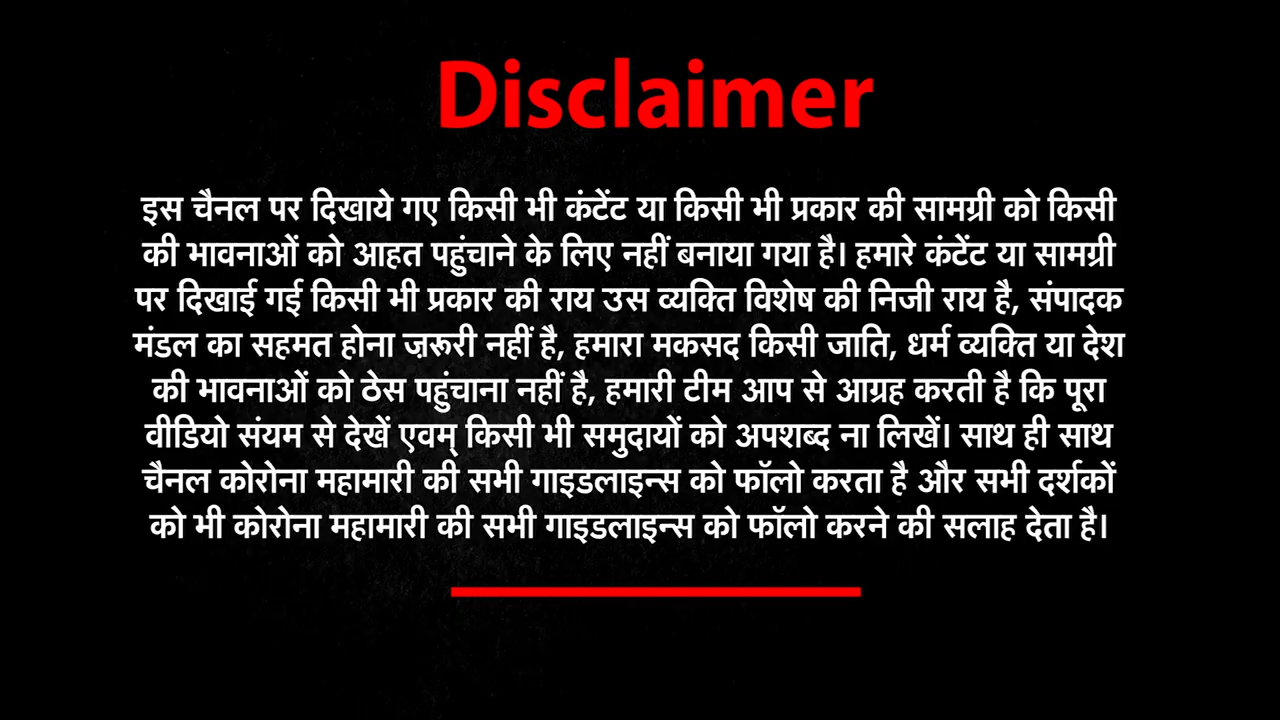 Disclaimer
इस चैनल पर दिखाये गए किसी भी कंटेंट या किसी भी प्रकार की सामग्री को किसी
की भावनाओं को आहत पहुंचाने के लिए नहीं बनाया गया है। हमारे कंटेंट या सामग्री
पर दिखाई गई किसी भी प्रकार की राय उस व्यक्ति विशेष की निजी राय है, संपादक
मंडल का सहमत होना ज़रूरी नहीं है, हमारा मकसद किसी जाति, धर्म व्यक्ति या देश
की भावनाओं को ठेस पहुंचाना नहीं है, हमारी टीम आप से आग्रह करती है कि पूरा
वीडियो संयम से देखें एवम् किसी भी समुदायों को अपशब्द ना लिखें। साथ ही साथ
चैनल कोरोना महामारी की सभी गाइडलाइन्स को फॉलो करता है और सभी दर्शकों
को भी कोरोना महामारी की सभी गाइडलाइन्स को फॉलो करने की सलाह देता है।